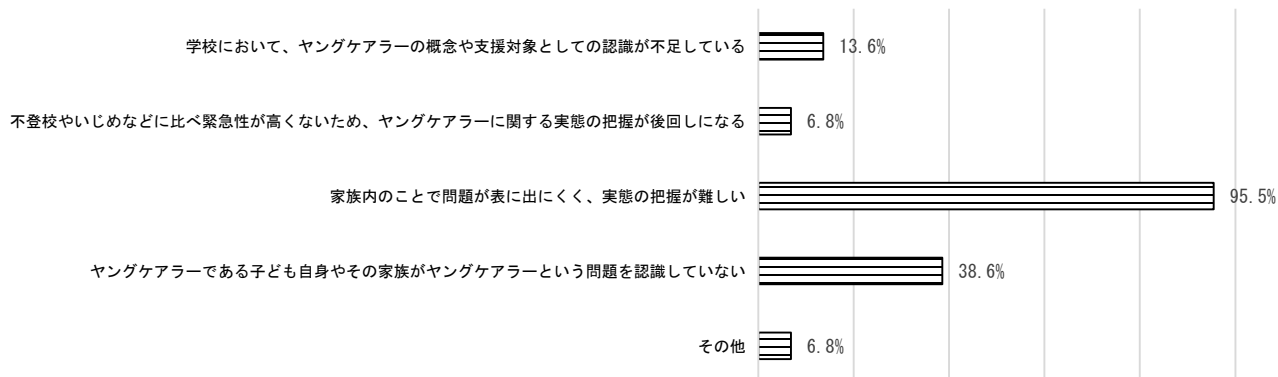 学校において、ヤングケアラーの概念や支援対象としての認識が不足している 13.6%
不登校やいじめなどに比べ緊急性が高くないため、ヤングケアラーに関する実態の把握が後回しになる 6.8%
家族内のことで問題が表に出にくく、実態の把握が難しい 95.5%
ヤングケアラーである子ども自身やその家族がヤングケアラーという問題を認識していない 38.6%
その他 6.8%